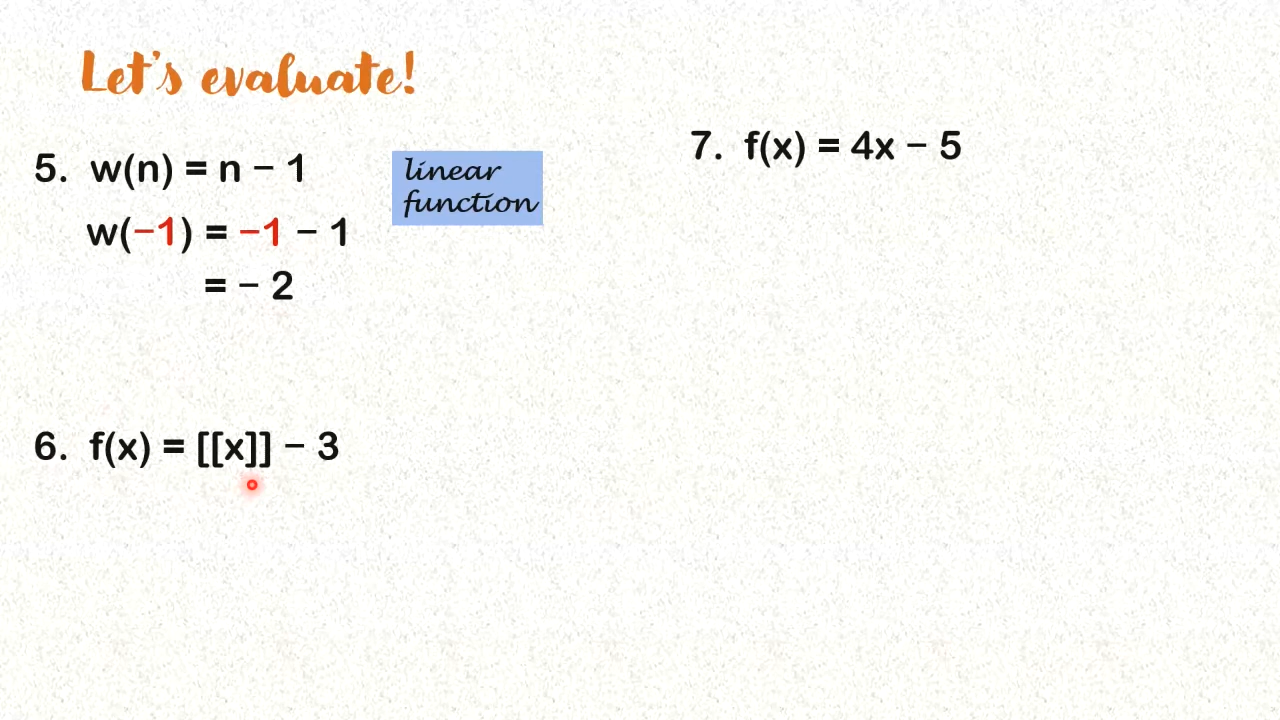 Let's evaluate!
5. w(n) = n − 1
linear
function
w(−1) = −1 − 1
= − 2
6. f(x) = [[x]] − 3
7. f(x) = 4x − 5